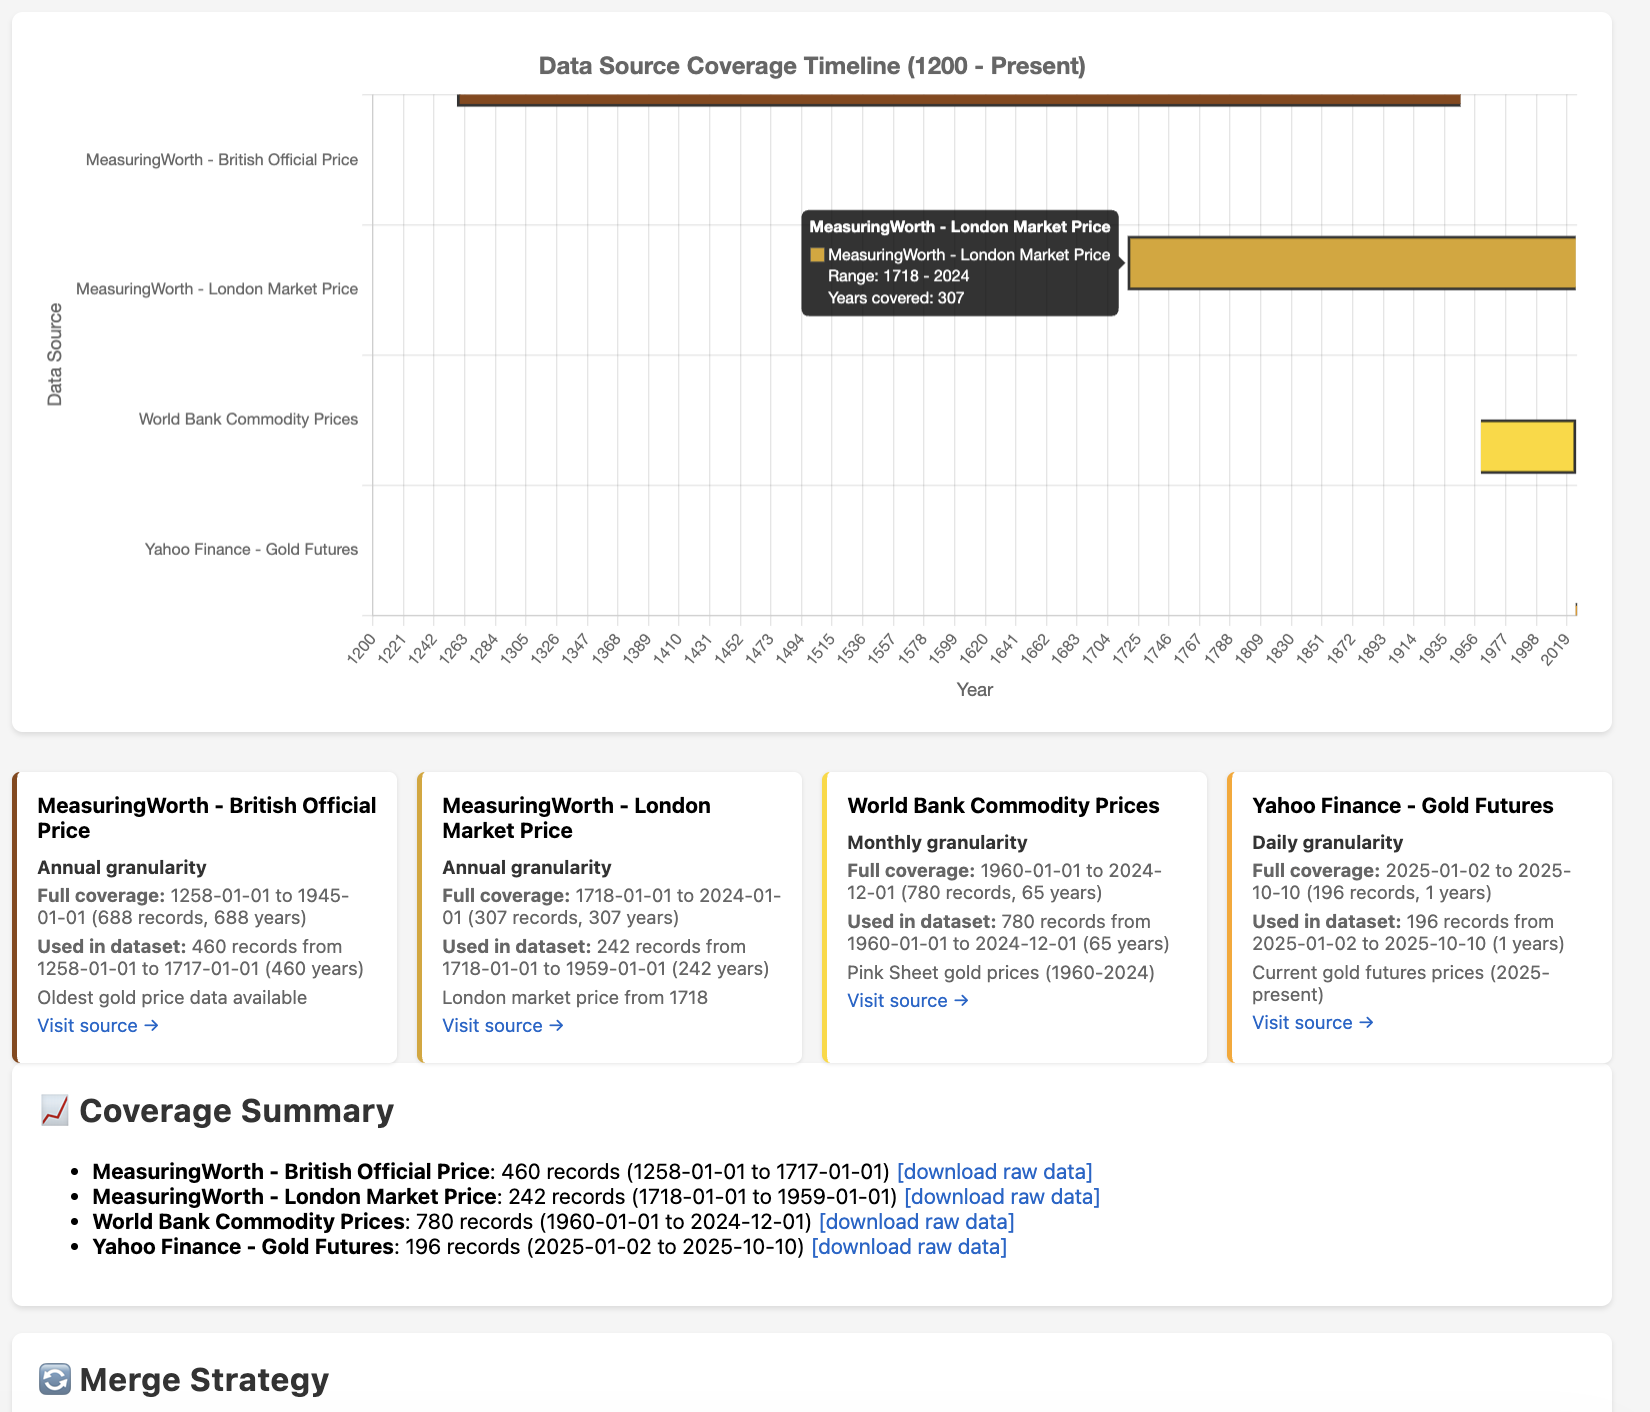 Data Source Coverage Timeline (1200 - Present)
Data Source
MeasuringWorth - British Official Price
MeasuringWorth - London Market Price
World Bank Commodity Prices
Yahoo Finance - Gold Futures
MeasuringWorth - London Market Price
MeasuringWorth - London Market Price
Range: 1718 - 2024
Years covered: 307
1200 1221 1242 1263 1284 1305 1326 1347 1368 1389 1410 1431 1452 1473 1494 1515 1536 1557 1578 1599 1620 1641 1662 1683 1704 1725 1746 1767 1788 1809 1830 1851 1872 1893 1914 1935 1956 1977 1998 2019
Year
MeasuringWorth - British Official
Price
Annual granularity
Full coverage: 1258-01-01 to 1945-
01-01 (688 records, 688 years)
Used in dataset: 460 records from
1258-01-01 to 1717-01-01 (460 years)
Oldest gold price data available
Visit source →
MeasuringWorth - London
Market Price
Annual granularity
Full coverage: 1718-01-01 to 2024-01-
01 (307 records, 307 years)
Used in dataset: 242 records from
1718-01-01 to 1959-01-01 (242 years)
London market price from 1718
Visit source →
World Bank Commodity Prices
Monthly granularity
Full coverage: 1960-01-01 to 2024-
12-01 (780 records, 65 years)
Used in dataset: 780 records from
1960-01-01 to 2024-12-01 (65 years)
Pink Sheet gold prices (1960-2024)
Visit source →
Yahoo Finance - Gold Futures
Daily granularity
Full coverage: 2025-01-02 to 2025-
10-10 (196 records, 1 years)
Used in dataset: 196 records from
2025-01-02 to 2025-10-10 (1 years)
Current gold futures prices (2025-
present)
Visit source →
Coverage Summary
• MeasuringWorth - British Official Price: 460 records (1258-01-01 to 1717-01-01) [download raw data]
• MeasuringWorth - London Market Price: 242 records (1718-01-01 to 1959-01-01) [download raw data]
• World Bank Commodity Prices: 780 records (1960-01-01 to 2024-12-01) [download raw data]
• Yahoo Finance - Gold Futures: 196 records (2025-01-02 to 2025-10-10) [download raw data]
Merge Strategy